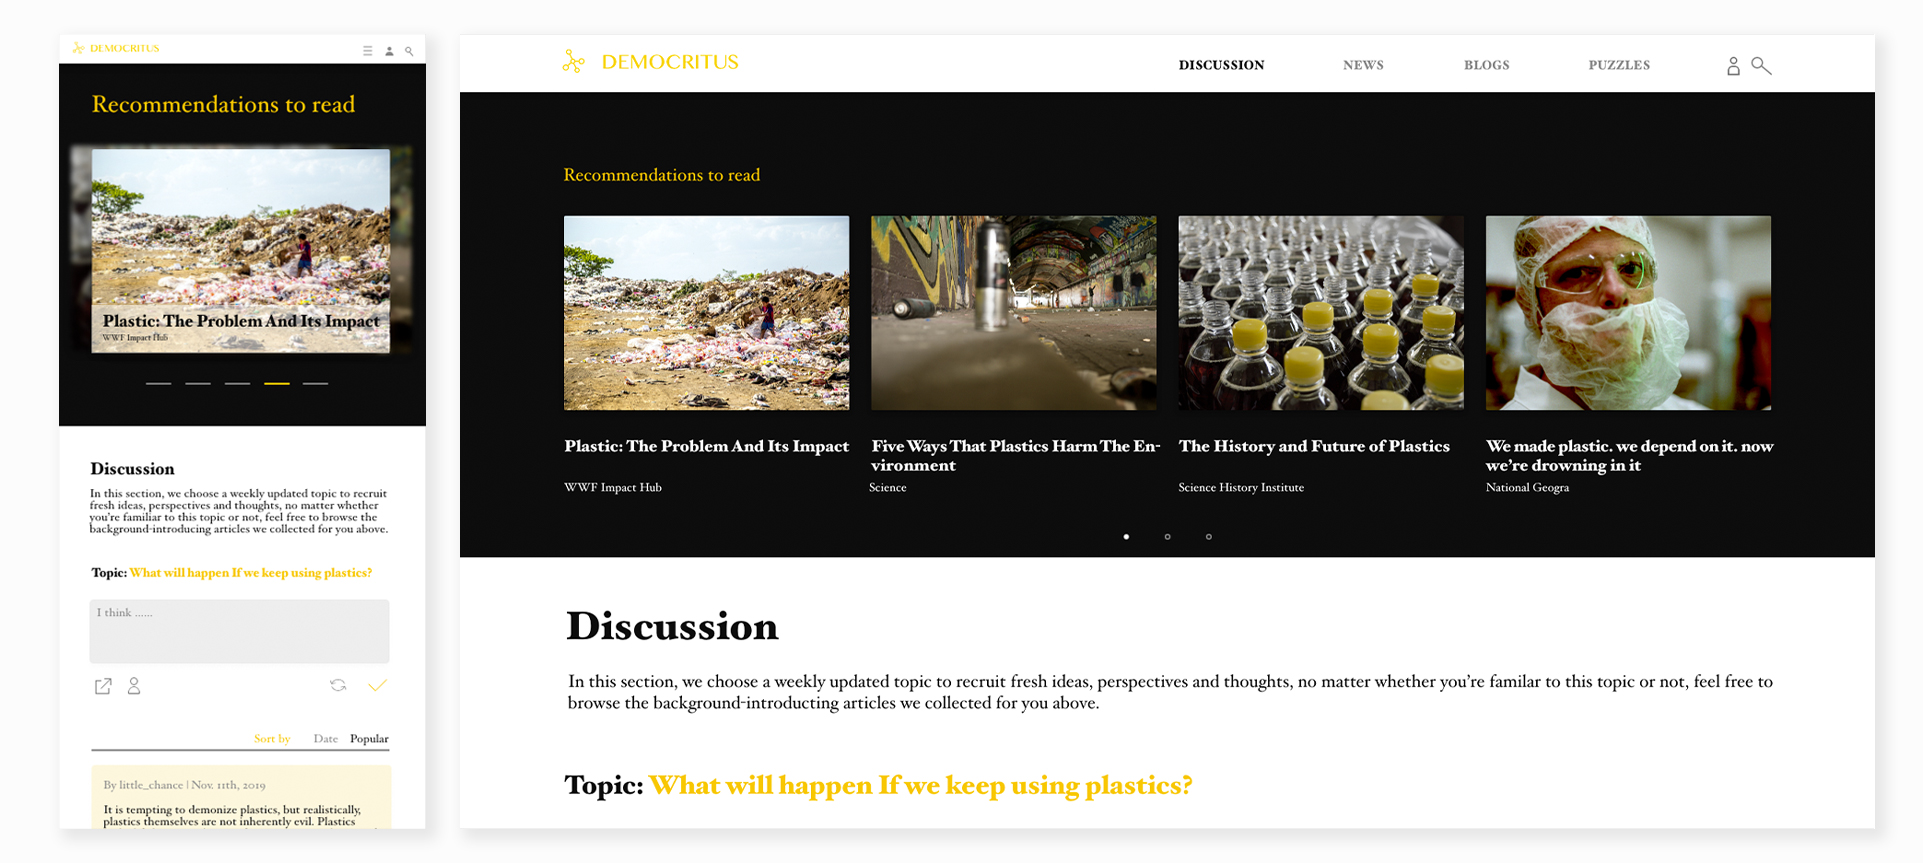 DEMOCRITUS
Recommendations to read
Plastic: The Problem And Its Impact
WWF Impact Hub
Discussion
In this section, we choose a weekly updated topic to recruit
fresh ideas, perspectives and thoughts, no matter whether
you're familiar to this topic or not, feel free to browse the
background-introducing articles we collected for you above.
Topic: What will happen If we keep using plastics?
I think ......
Sort by Date Popular
By little_chance | Nov. 11th, 2019
It is tempting to demonize plastics, but realistically,
plastics themselves are not inherently evil. Plastics
DEMOCRITUS
DISCUSSION NEWS BLOGS PUZZLES
Recommendations to read
Plastic: The Problem And Its Impact
WWF Impact Hub
Five Ways That Plastics Harm The En-
vironment
Science
The History and Future of Plastics
Science History Institute
We made plastic. we depend on it. now
we're drowning in it
National Geogra
Discussion
In this section, we choose a weekly updated topic to recruit fresh ideas, perspectives and thoughts, no matter whether you're familar to this topic or not, feel free to
browse the background-introducting articles we collected for you above.
Topic: What will happen If we keep using plastics?